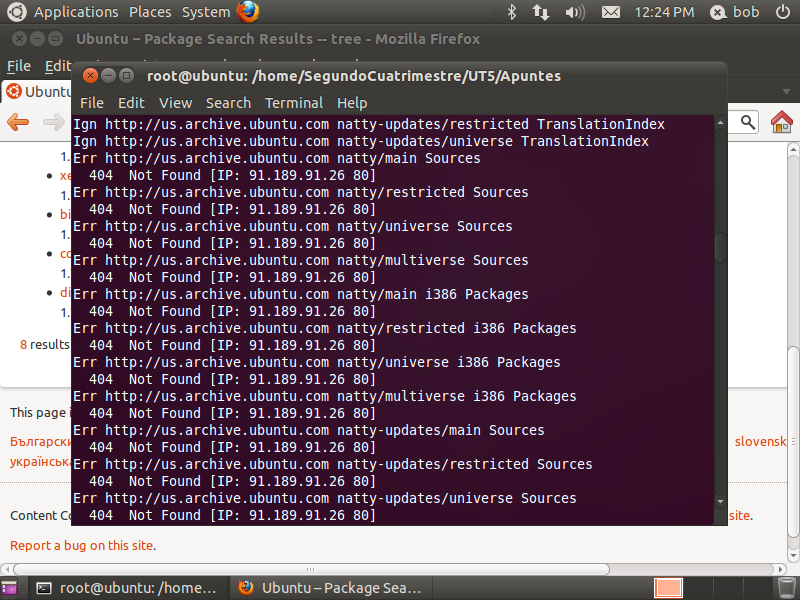 Applications Places System 12:24 PM bob
Ubuntu – Package Search Results -- tree - Mozilla Firefox
File Edit
Ubuntu
root@ubuntu: /home/SegundoCuatrimestre/UT5/Apuntes
File Edit View Search Terminal Help
Ign http://us.archive.ubuntu.com natty-updates/restricted TranslationIndex
Ign http://us.archive.ubuntu.com natty-updates/universe TranslationIndex
Err http://us.archive.ubuntu.com natty/main Sources
404 Not Found [IP: 91.189.91.26 80]
Err http://us.archive.ubuntu.com natty/restricted Sources
404 Not Found [IP: 91.189.91.26 80]
Err http://us.archive.ubuntu.com natty/universe Sources
404 Not Found [IP: 91.189.91.26 80]
Err http://us.archive.ubuntu.com natty/multiverse Sources
404 Not Found [IP: 91.189.91.26 80]
Err http://us.archive.ubuntu.com natty/main i386 Packages
404 Not Found [IP: 91.189.91.26 80]
Err http://us.archive.ubuntu.com natty/restricted i386 Packages
404 Not Found [IP: 91.189.91.26 80]
Err http://us.archive.ubuntu.com natty/universe i386 Packages
404 Not Found [IP: 91.189.91.26 80]
Err http://us.archive.ubuntu.com natty/multiverse i386 Packages
404 Not Found [IP: 91.189.91.26 80]
Err http://us.archive.ubuntu.com natty-updates/main Sources
404 Not Found [IP: 91.189.91.26 80]
Err http://us.archive.ubuntu.com natty-updates/restricted Sources
404 Not Found [IP: 91.189.91.26 80]
Err http://us.archive.ubuntu.com natty-updates/universe Sources
404 Not Found [IP: 91.189.91.26 80]
1.
xe
1.
bi
1.
co
1.
di
1.
8 results
This page i
Български slovensk
українська
Content Co site.
Report a bug on this site.
root@ubuntu: /home... Ubuntu – Package Sea...